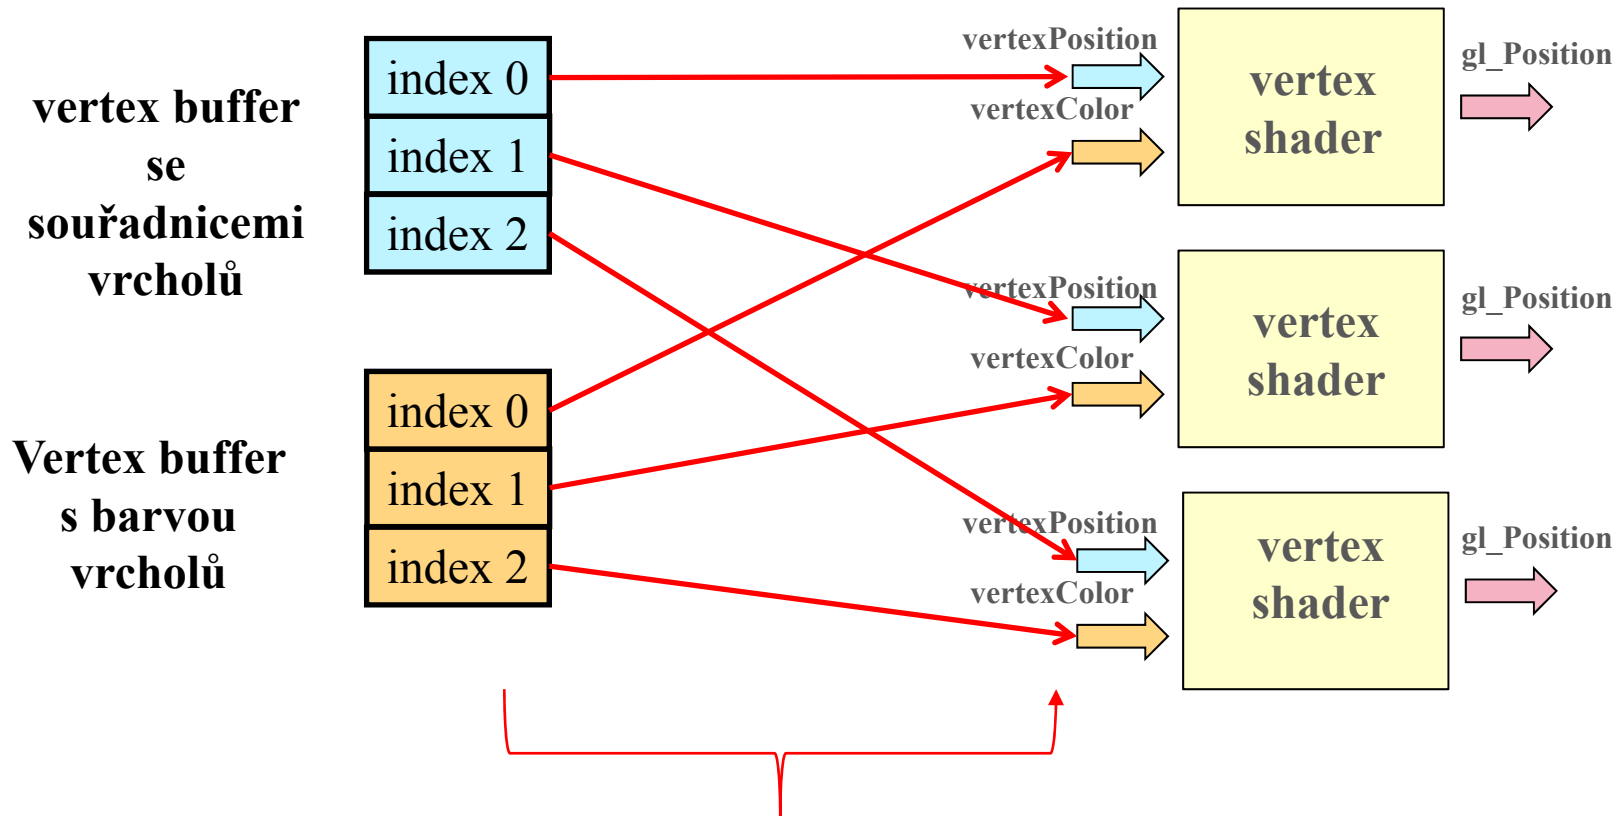 vertex buffer
se
souřadnicemi
vrcholů
index 0
index 1
index 2
Vertex buffer
s barvou
vrcholů
index 0
index 1
index 2
vertexPosition
vertexColor
vertex
shader
gl_Position
vertexPosition
vertexColor
vertex
shader
gl_Position
vertexPosition
vertexColor
vertex
shader
gl_Position